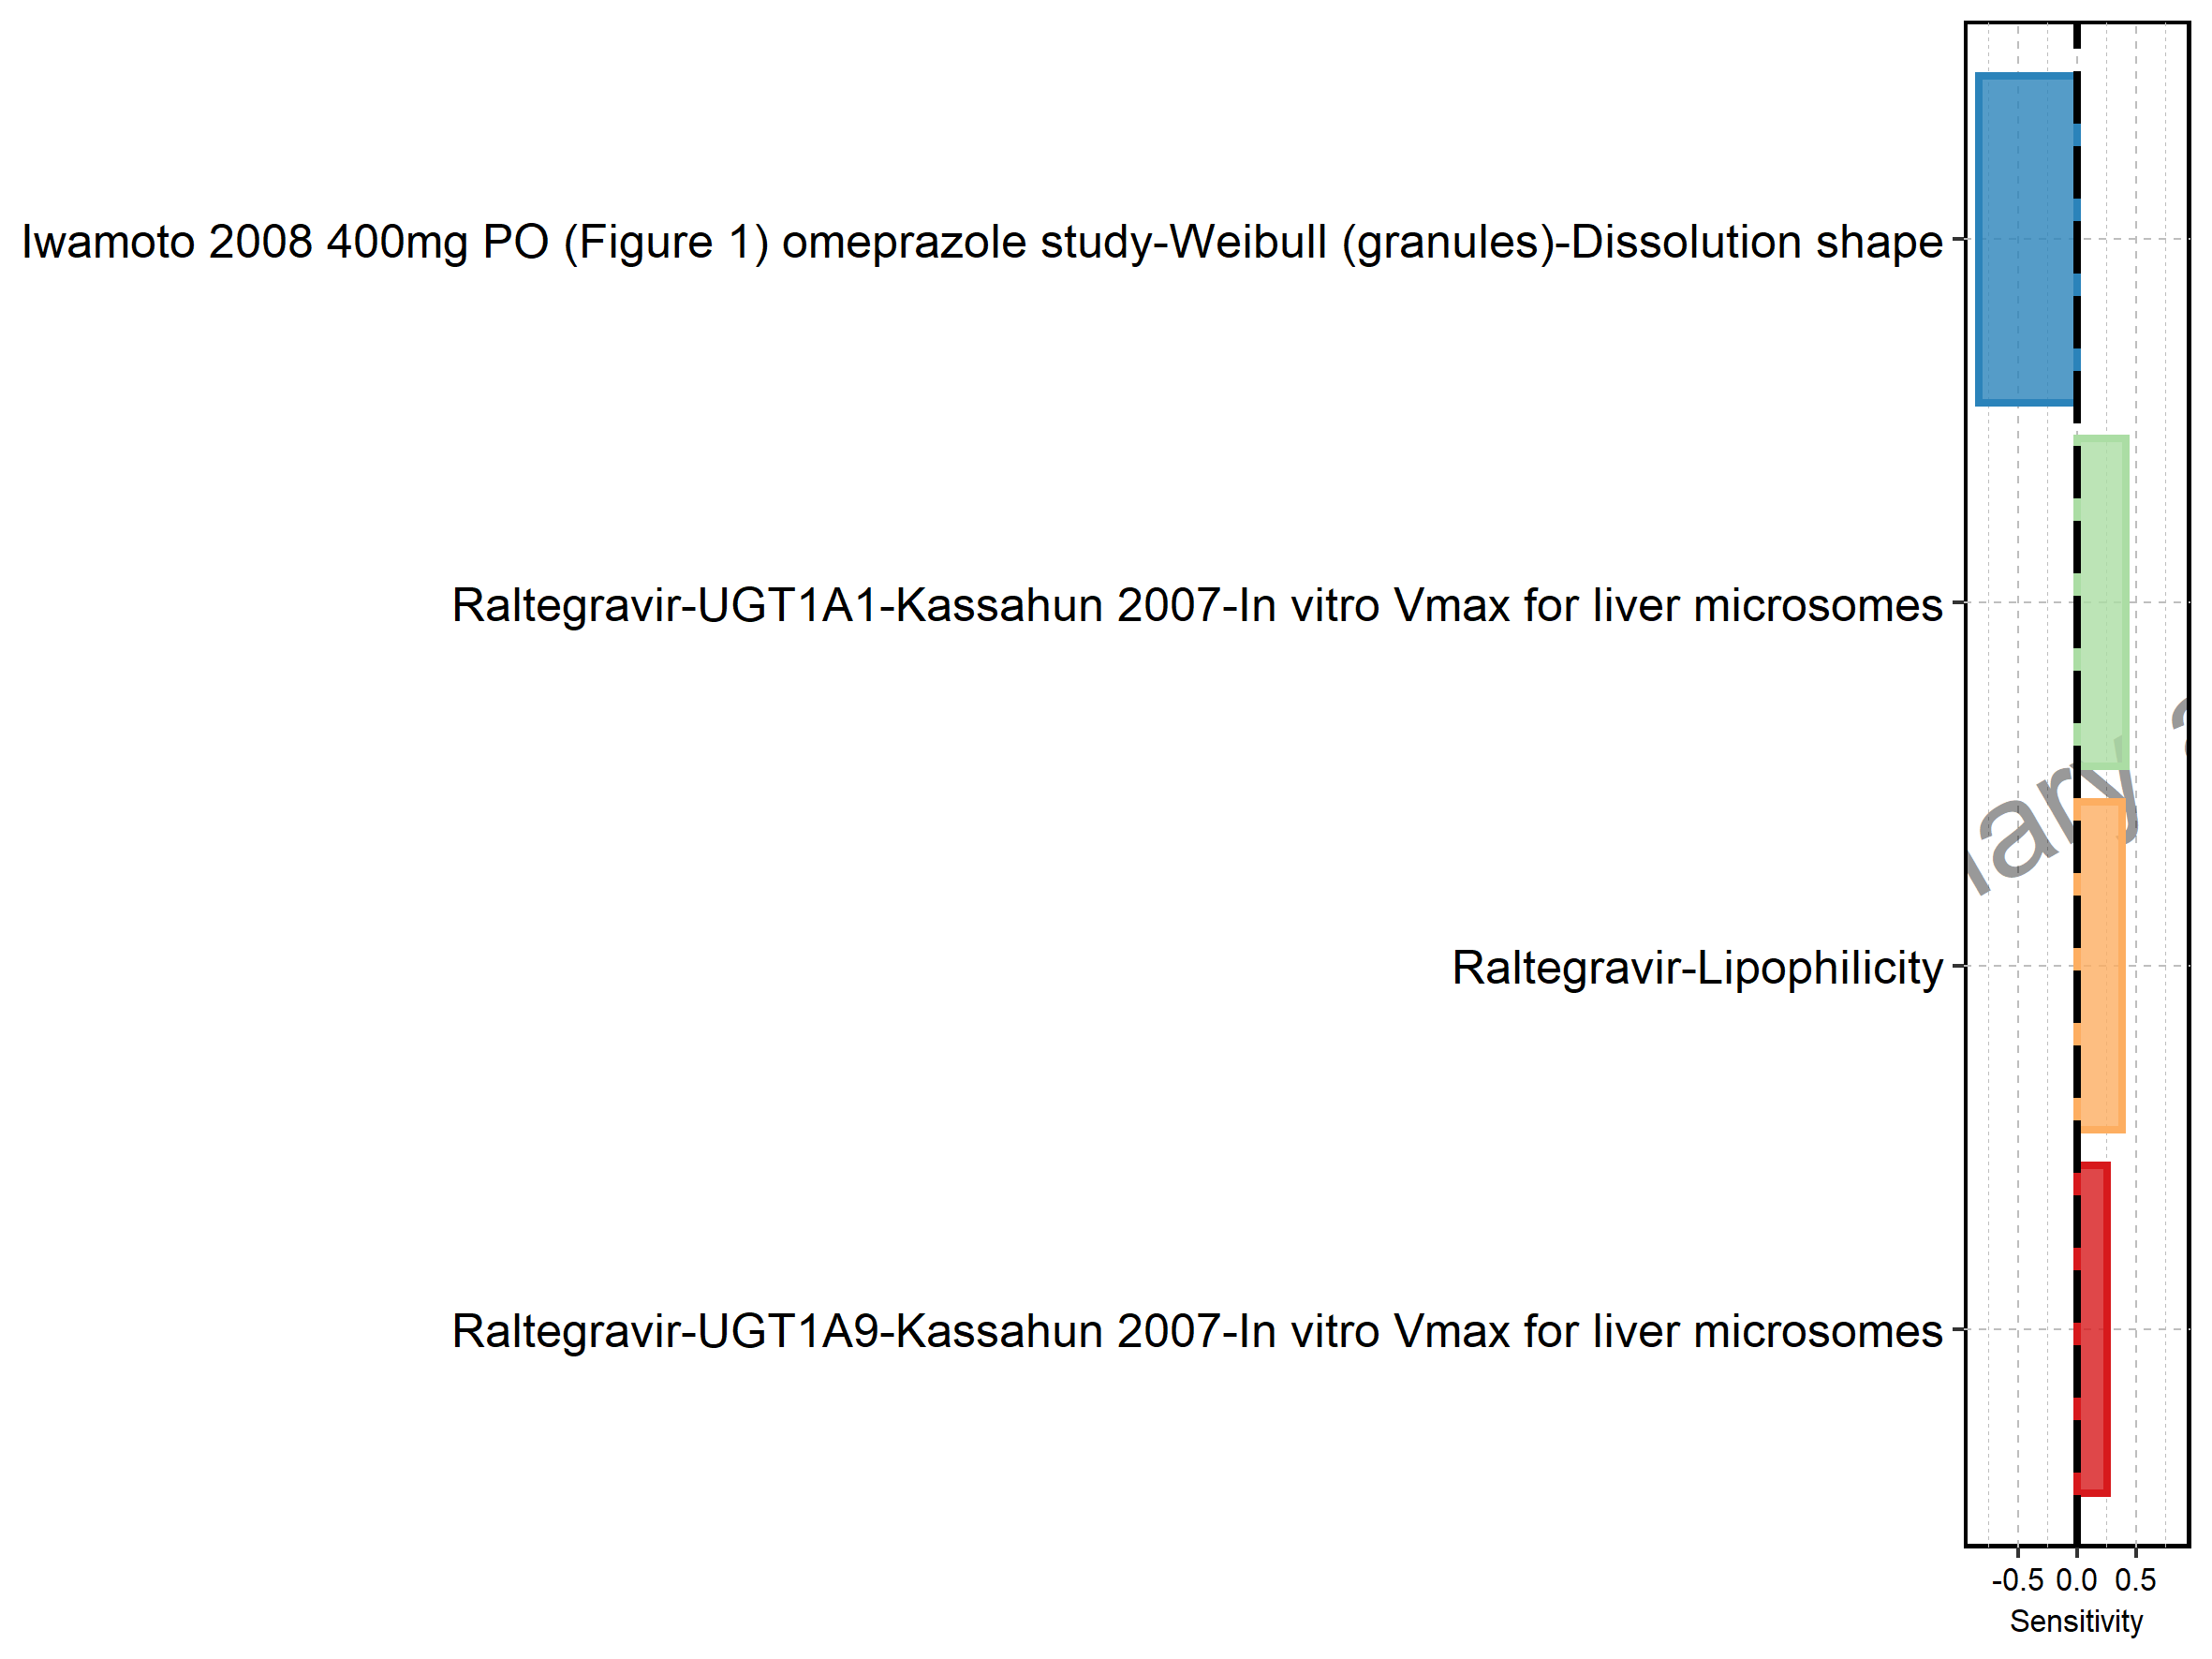 Iwamoto 2008 400mg PO (Figure 1) omeprazole study-Weibull (granules)-Dissolution shape
Raltegravir-UGT1A1-Kassahun 2007-In vitro Vmax for liver microsomes
Raltegravir-Lipophilicity
Raltegravir-UGT1A9-Kassahun 2007-In vitro Vmax for liver microsomes
-0.5 0.0 0.5
Sensitivity